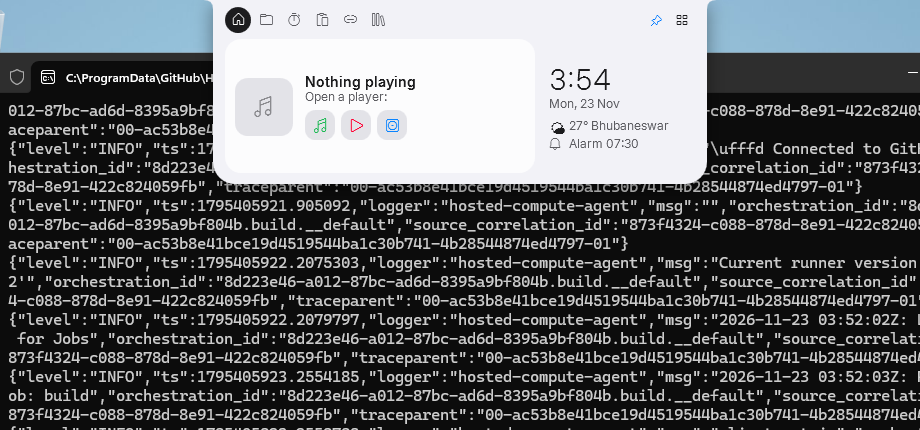 C:\ProgramData\GitHub\H
Nothing playing
Open a player:
3:54
Mon, 23 Nov
27° Bhubaneswar
Alarm 07:30
012-87bc-ad6d-8395a9bf8 -c088-878d-8e91-422c82405
aceparent":"00-ac53b8e4
{"level":"INFO","ts":17 "\ufffd Connected to GitH
hestration_id":"8d223e4 _correlation_id":"873f432
78d-8e91-422c824059fb","traceparent":"00-ac53b8e41bce19d4519544ba1c30b741-4b28544874ed4797-01"}
{"level":"INFO","ts":1795405921.905092,"logger":"hosted-compute-agent","msg":"","orchestration_id":"8d
012-87bc-ad6d-8395a9bf804b.build.__default","source_correlation_id":"873f4324-c088-878d-8e91-422c82405
aceparent":"00-ac53b8e41bce19d4519544ba1c30b741-4b28544874ed4797-01"}
{"level":"INFO","ts":1795405922.2075303,"logger":"hosted-compute-agent","msg":"Current runner version
2'","orchestration_id":"8d223e46-a012-87bc-ad6d-8395a9bf804b.build.__default","source_correlation_id"
4-c088-878d-8e91-422c824059fb","traceparent":"00-ac53b8e41bce19d4519544ba1c30b741-4b28544874ed4797-01"
{"level":"INFO","ts":1795405922.2079797,"logger":"hosted-compute-agent","msg":"2026-11-23 03:52:02Z:
for Jobs","orchestration_id":"8d223e46-a012-87bc-ad6d-8395a9bf804b.build.__default","source_correlati
873f4324-c088-878d-8e91-422c824059fb","traceparent":"00-ac53b8e41bce19d4519544ba1c30b741-4b28544874ed4
{"level":"INFO","ts":1795405923.2554185,"logger":"hosted-compute-agent","msg":"2026-11-23 03:52:03Z:
ob: build","orchestration_id":"8d223e46-a012-87bc-ad6d-8395a9bf804b.build.__default","source_correlat
873f4324-c088-878d-8e91-422c824059fb","traceparent":"00-ac53b8e41bce19d4519544ba1c30b741-4b28544874ed4